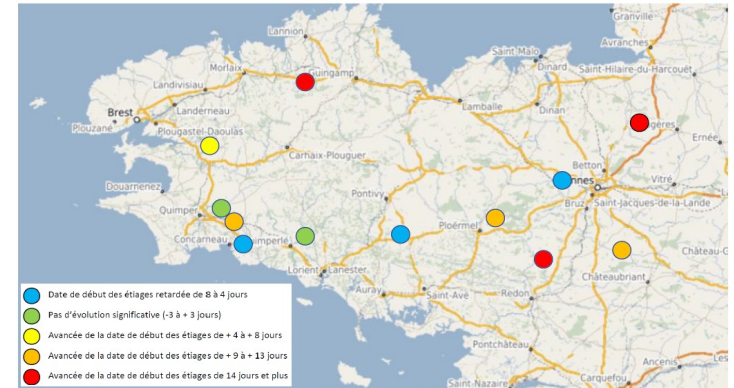 Granville
Lannion
Avranches
Saint-Malo
Dinard
Saint-Hilaire-du-Harcouët
Morlaix
Guingamp
Landivisiau
Lamballe
Dinan
Brest
Landerneau
Plouzané
Plougastel-Daoulas
Ernée
Carhaix-Plouguer
Betton
Vitré
Douarnenez
Pontivy
Bruz
Saint-Jacques-de-la-Lande
Quimper
Ploërmel
Concarneau
Lorient
Lanester
Châteaubriant
Auray
Saint-Avé
Redon
Pontchâteau
Ancenis
Saint-Nazaire
Carquefou
Date de début des étiages retardée de 8 à 4 jours
Pas d'évolution significative (-3 à + 3 jours)
Avancée de la date de début des étiages de + 4 à + 8 jours
Avancée de la date de début des étiages de + 9 à + 13 jours
Avancée de la date de début des étiages de 14 jours et plus